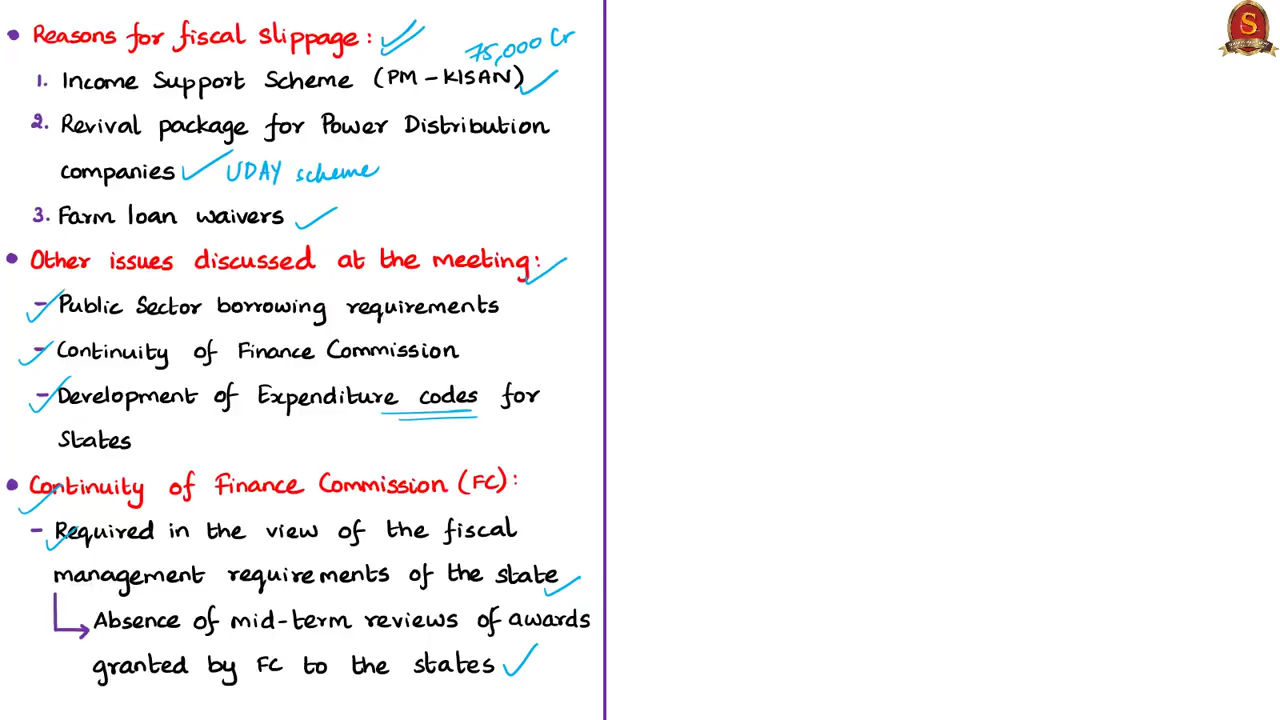 • Reasons for fiscal slippage:
75,000 Cr
1. Income Support Scheme (PM – KISAN)
2. Revival package for Power Distribution
companies UDAY scheme
3. Farm loan waivers
• Other issues discussed at the meeting:
– Public Sector borrowing requirements
– Continuity of Finance Commission
– Development of Expenditure codes for
States
• Continuity of Finance Commission (FC):
– Required in the view of the fiscal
management requirements of the state
Absence of mid-term reviews of awards
granted by FC to the states
S